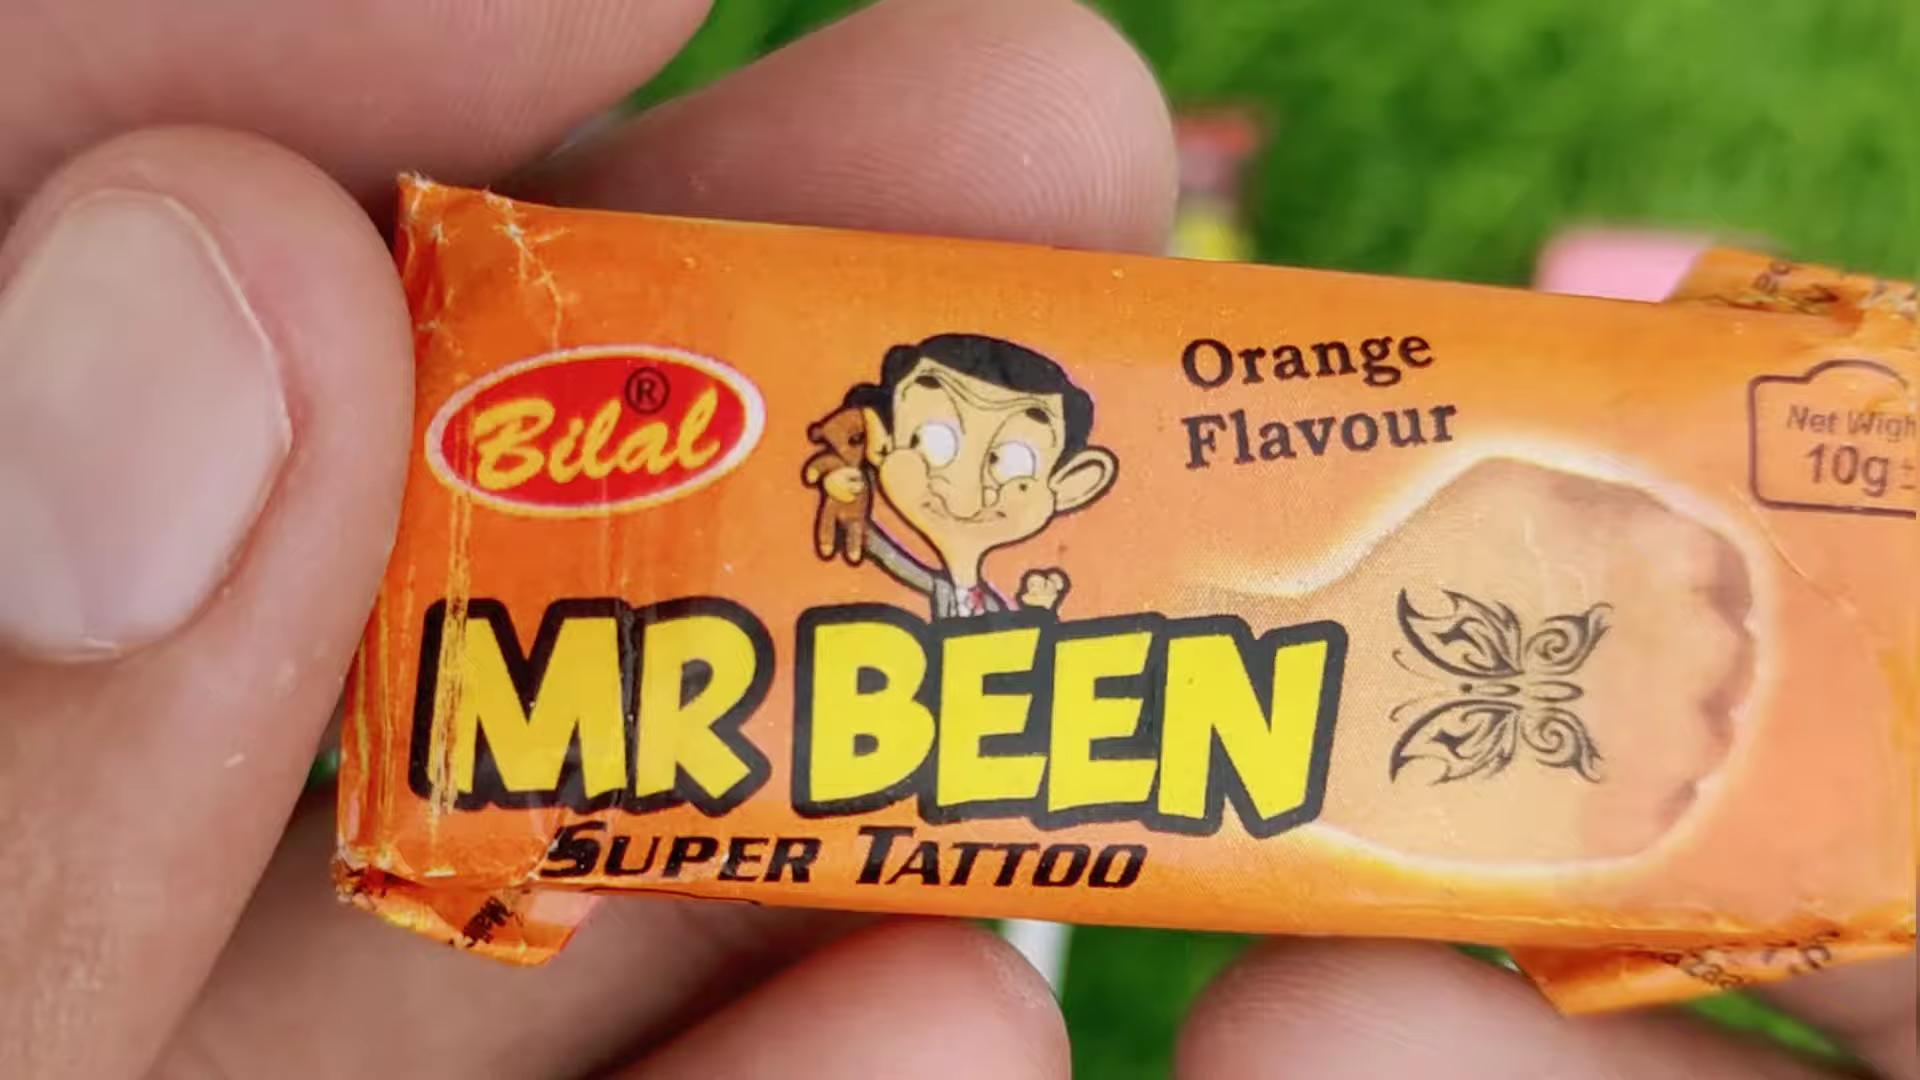 Bilal ®
Orange
Flavour
Net Wigh
10g ±
MR BEEN
SUPER TATTOO